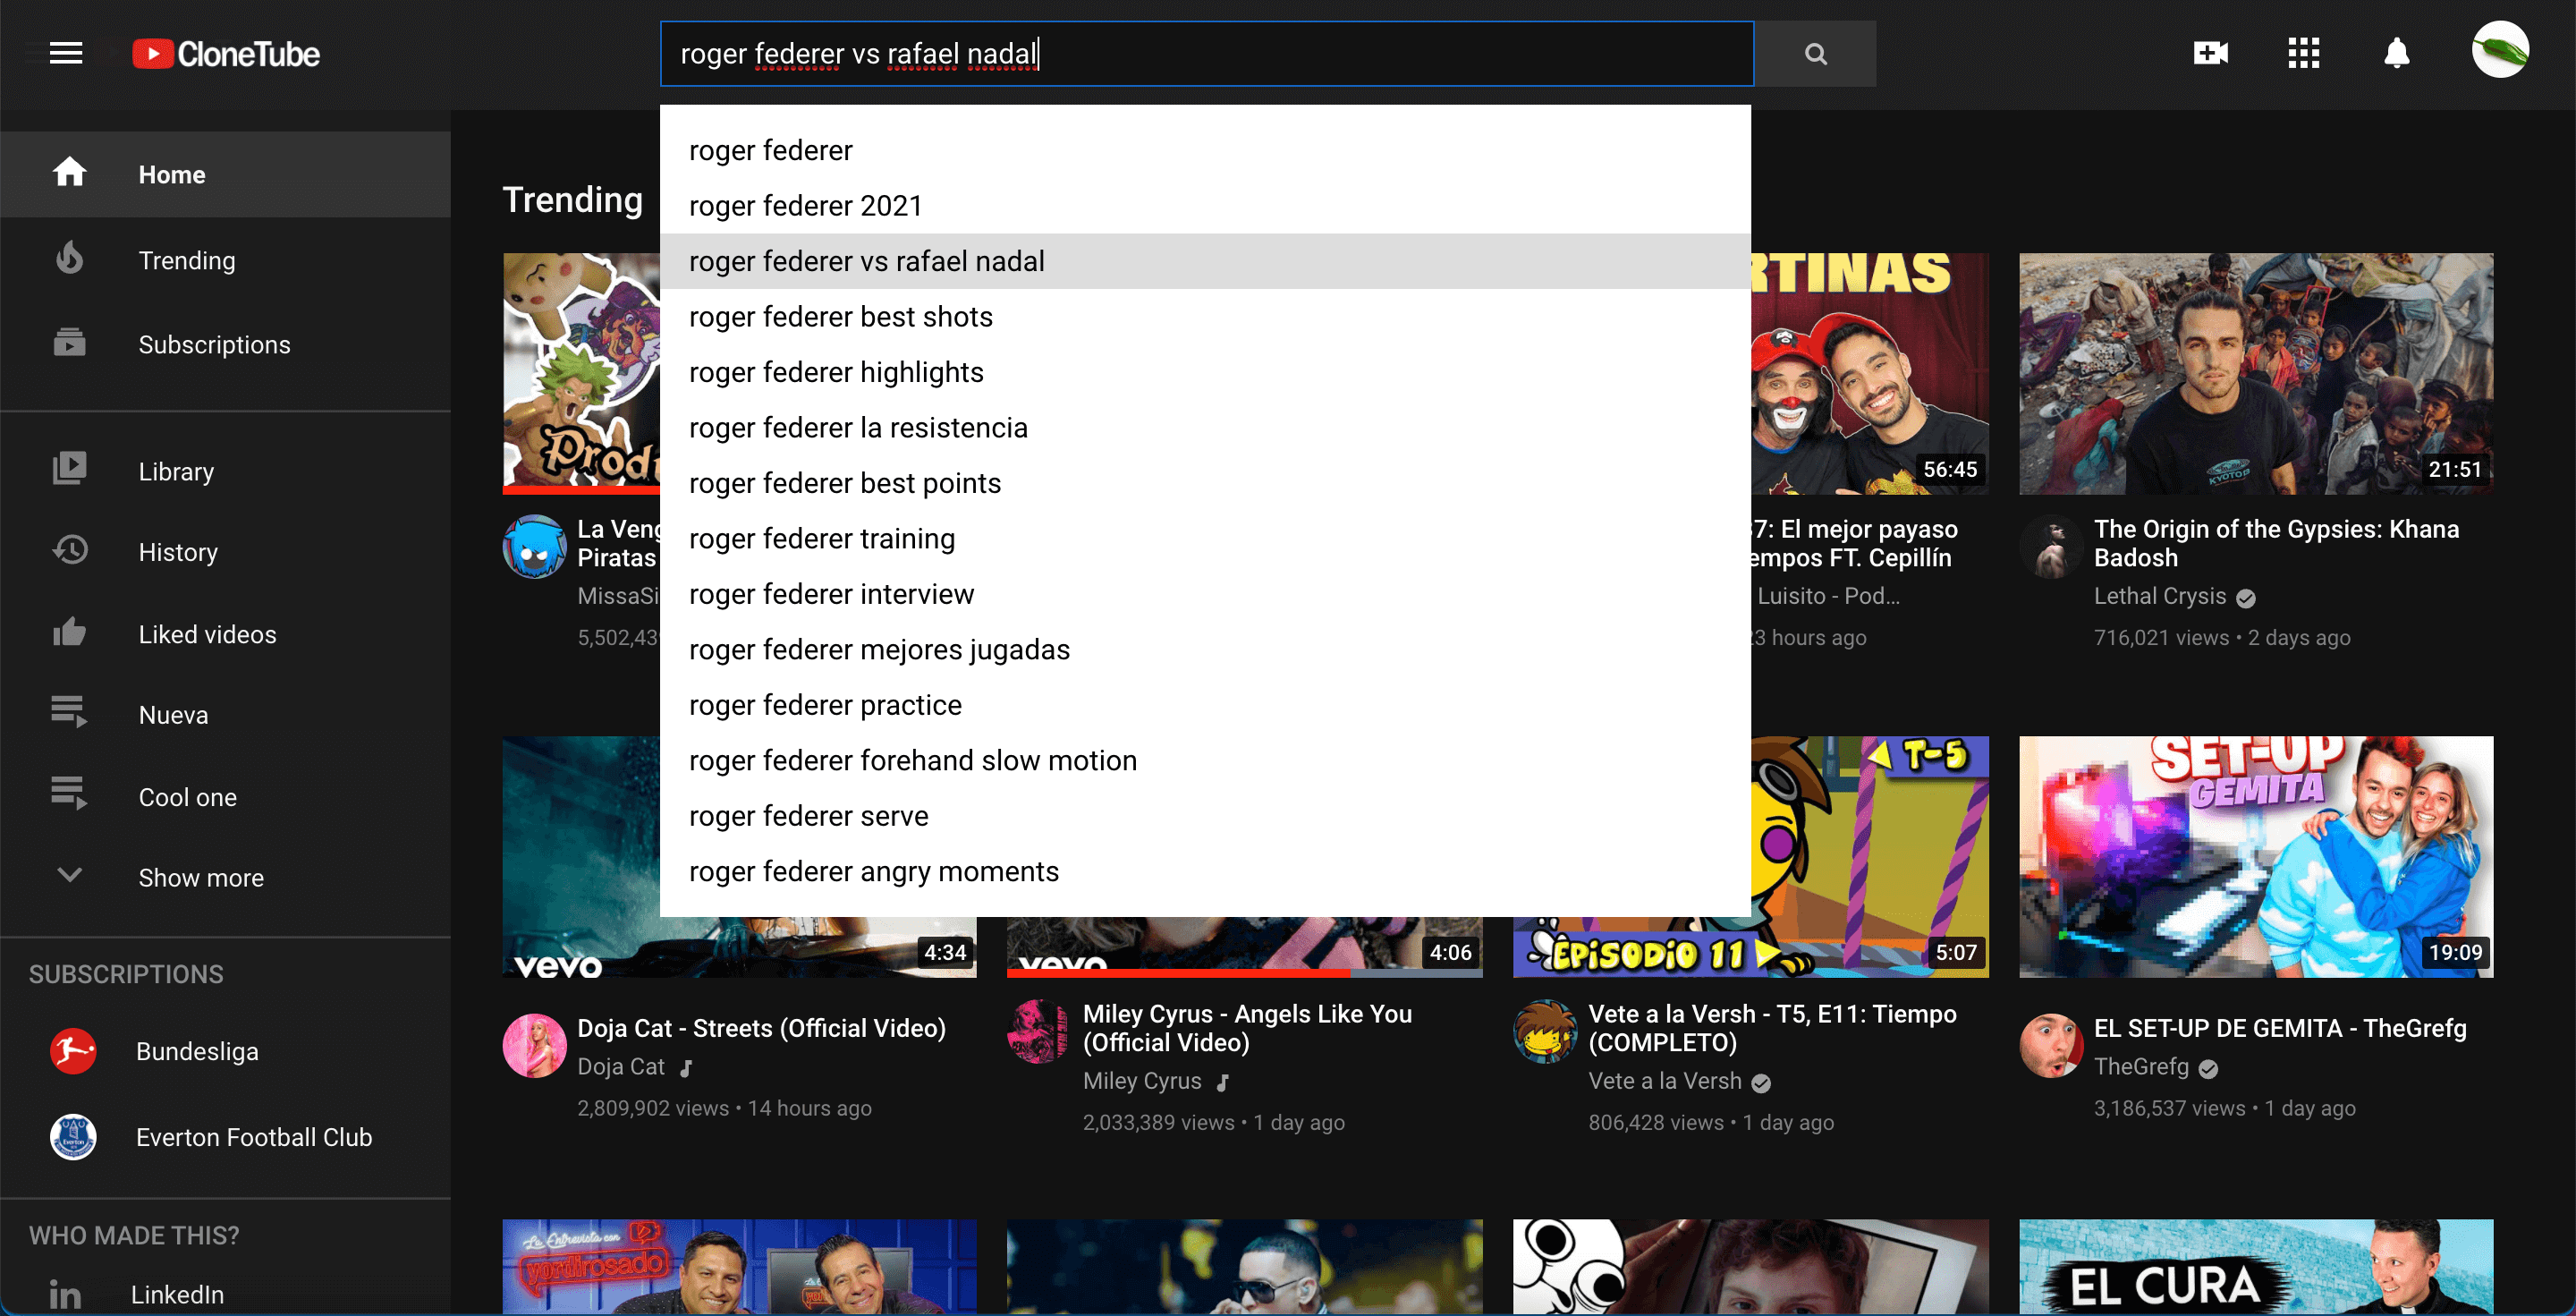 CloneTube
roger federer vs rafael nadal
Home
Trending
Subscriptions
Library
History
Liked videos
Nueva
Cool one
Show more
SUBSCRIPTIONS
Bundesliga
Everton Football Club
WHO MADE THIS?
LinkedIn
Trending
roger federer
roger federer 2021
roger federer vs rafael nadal
roger federer best shots
roger federer highlights
roger federer la resistencia
roger federer best points
roger federer training
roger federer interview
roger federer mejores jugadas
roger federer practice
roger federer forehand slow motion
roger federer serve
roger federer angry moments
RTINAS
56:45
KYOTOP
21:51
La Veng
Piratas
MissaSi
5,502,43
37: El mejor payaso
empos FT. Cepillín
Luisito - Pod...
23 hours ago
The Origin of the Gypsies: Khana
Badosh
Lethal Crysis
716,021 views • 2 days ago
vevo
4:34
vevo
4:06
T-5
EPISODIO 11
5:07
SET-UP
GEMITA
19:09
Doja Cat - Streets (Official Video)
Doja Cat
2,809,902 views • 14 hours ago
Miley Cyrus - Angels Like You
(Official Video)
Miley Cyrus
2,033,389 views • 1 day ago
Vete a la Versh - T5, E11: Tiempo
(COMPLETO)
Vete a la Versh
806,428 views • 1 day ago
EL SET-UP DE GEMITA - TheGrefg
TheGrefg
3,186,537 views • 1 day ago
La Entrevista con
yordirosado
EL CURA